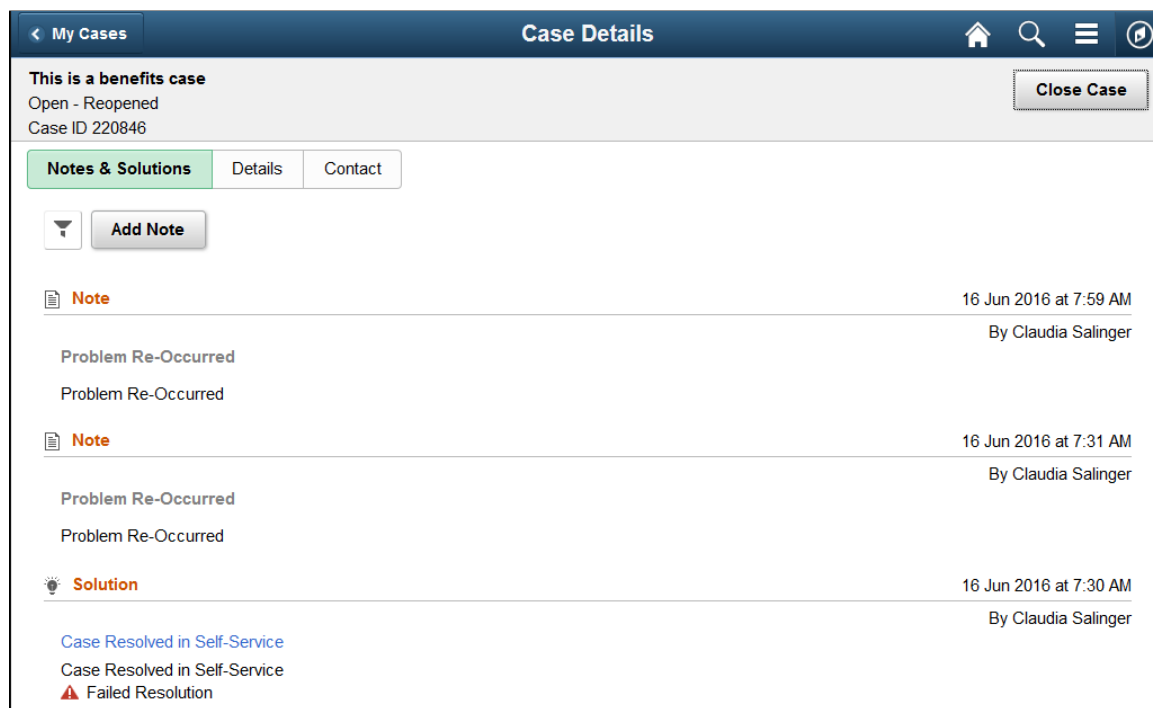 My Cases
Case Details
This is a benefits case
Open - Reopened
Case ID 220846
Close Case
Notes & Solutions
Details
Contact
Add Note
Note
16 Jun 2016 at 7:59 AM
By Claudia Salinger
Problem Re-Occurred
Problem Re-Occurred
Note
16 Jun 2016 at 7:31 AM
By Claudia Salinger
Problem Re-Occurred
Problem Re-Occurred
Solution
16 Jun 2016 at 7:30 AM
By Claudia Salinger
Case Resolved in Self-Service
Case Resolved in Self-Service
Failed Resolution